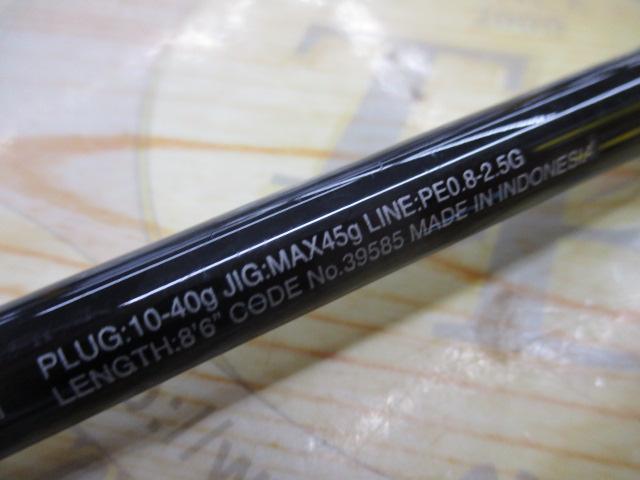 PLUG:10-40g JIG:MAX45g LINE:PE0.8-2.5G
LENGTH:8'6" CODE No.39585 MADE IN INDONESIA